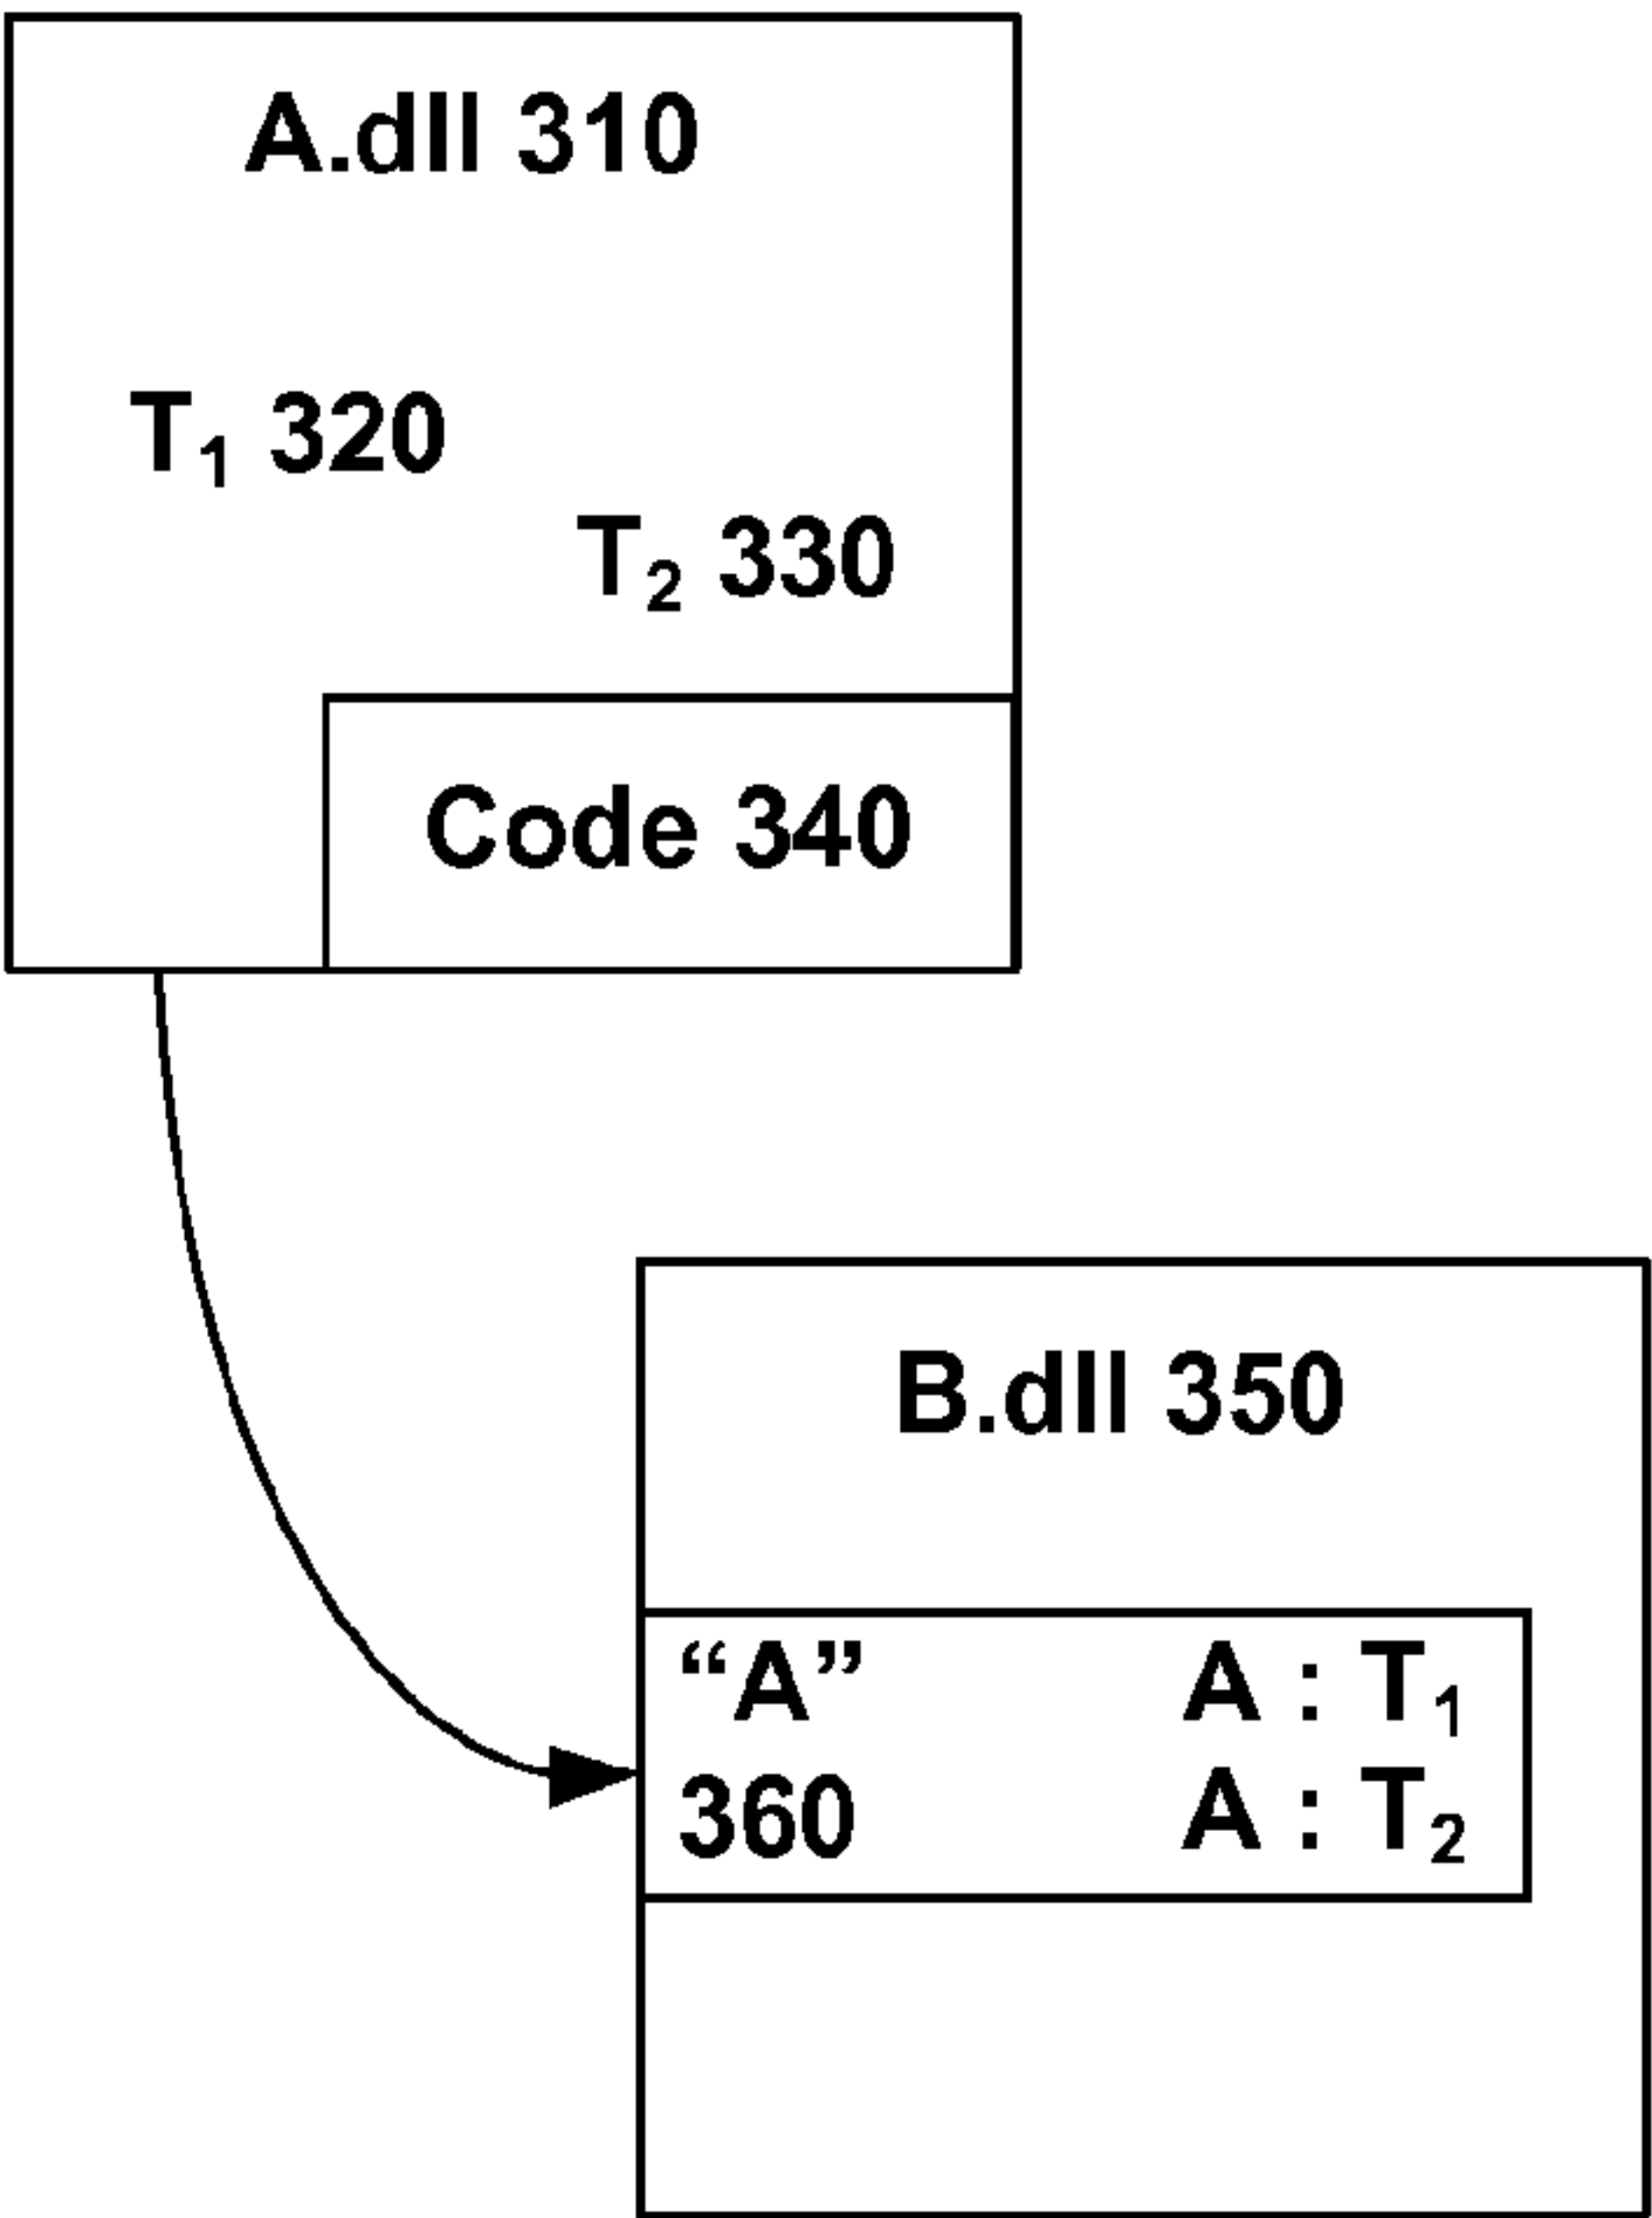 A.dll 310
T₁ 320
T₂ 330
Code 340
B.dll 350
“A” A : T₁
360 A : T₂